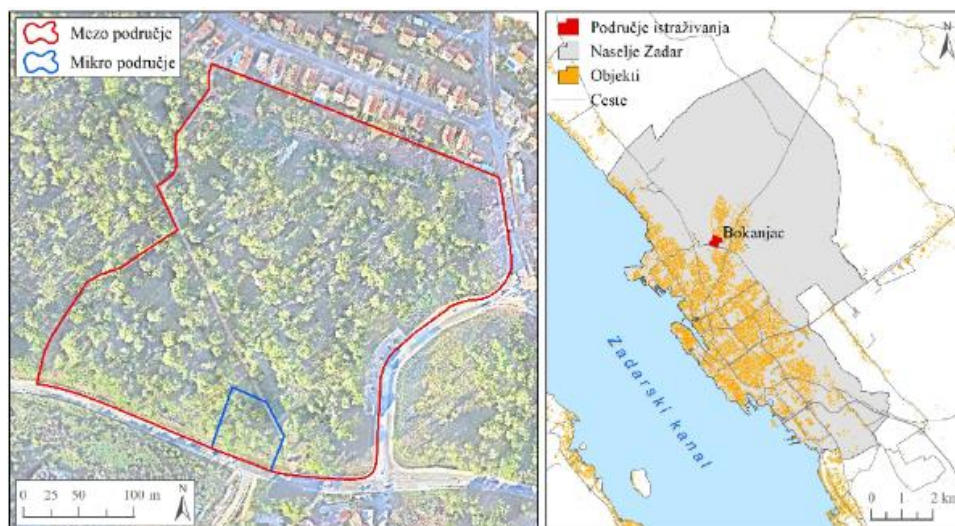 Mezo područje
Mikro područje
N
0 25 50 100 m
N
Područje istraživanja
Naselje Zadar
Objekti
Ceste
N
Bokanjac
Zadarski kanal
0 1 2 km